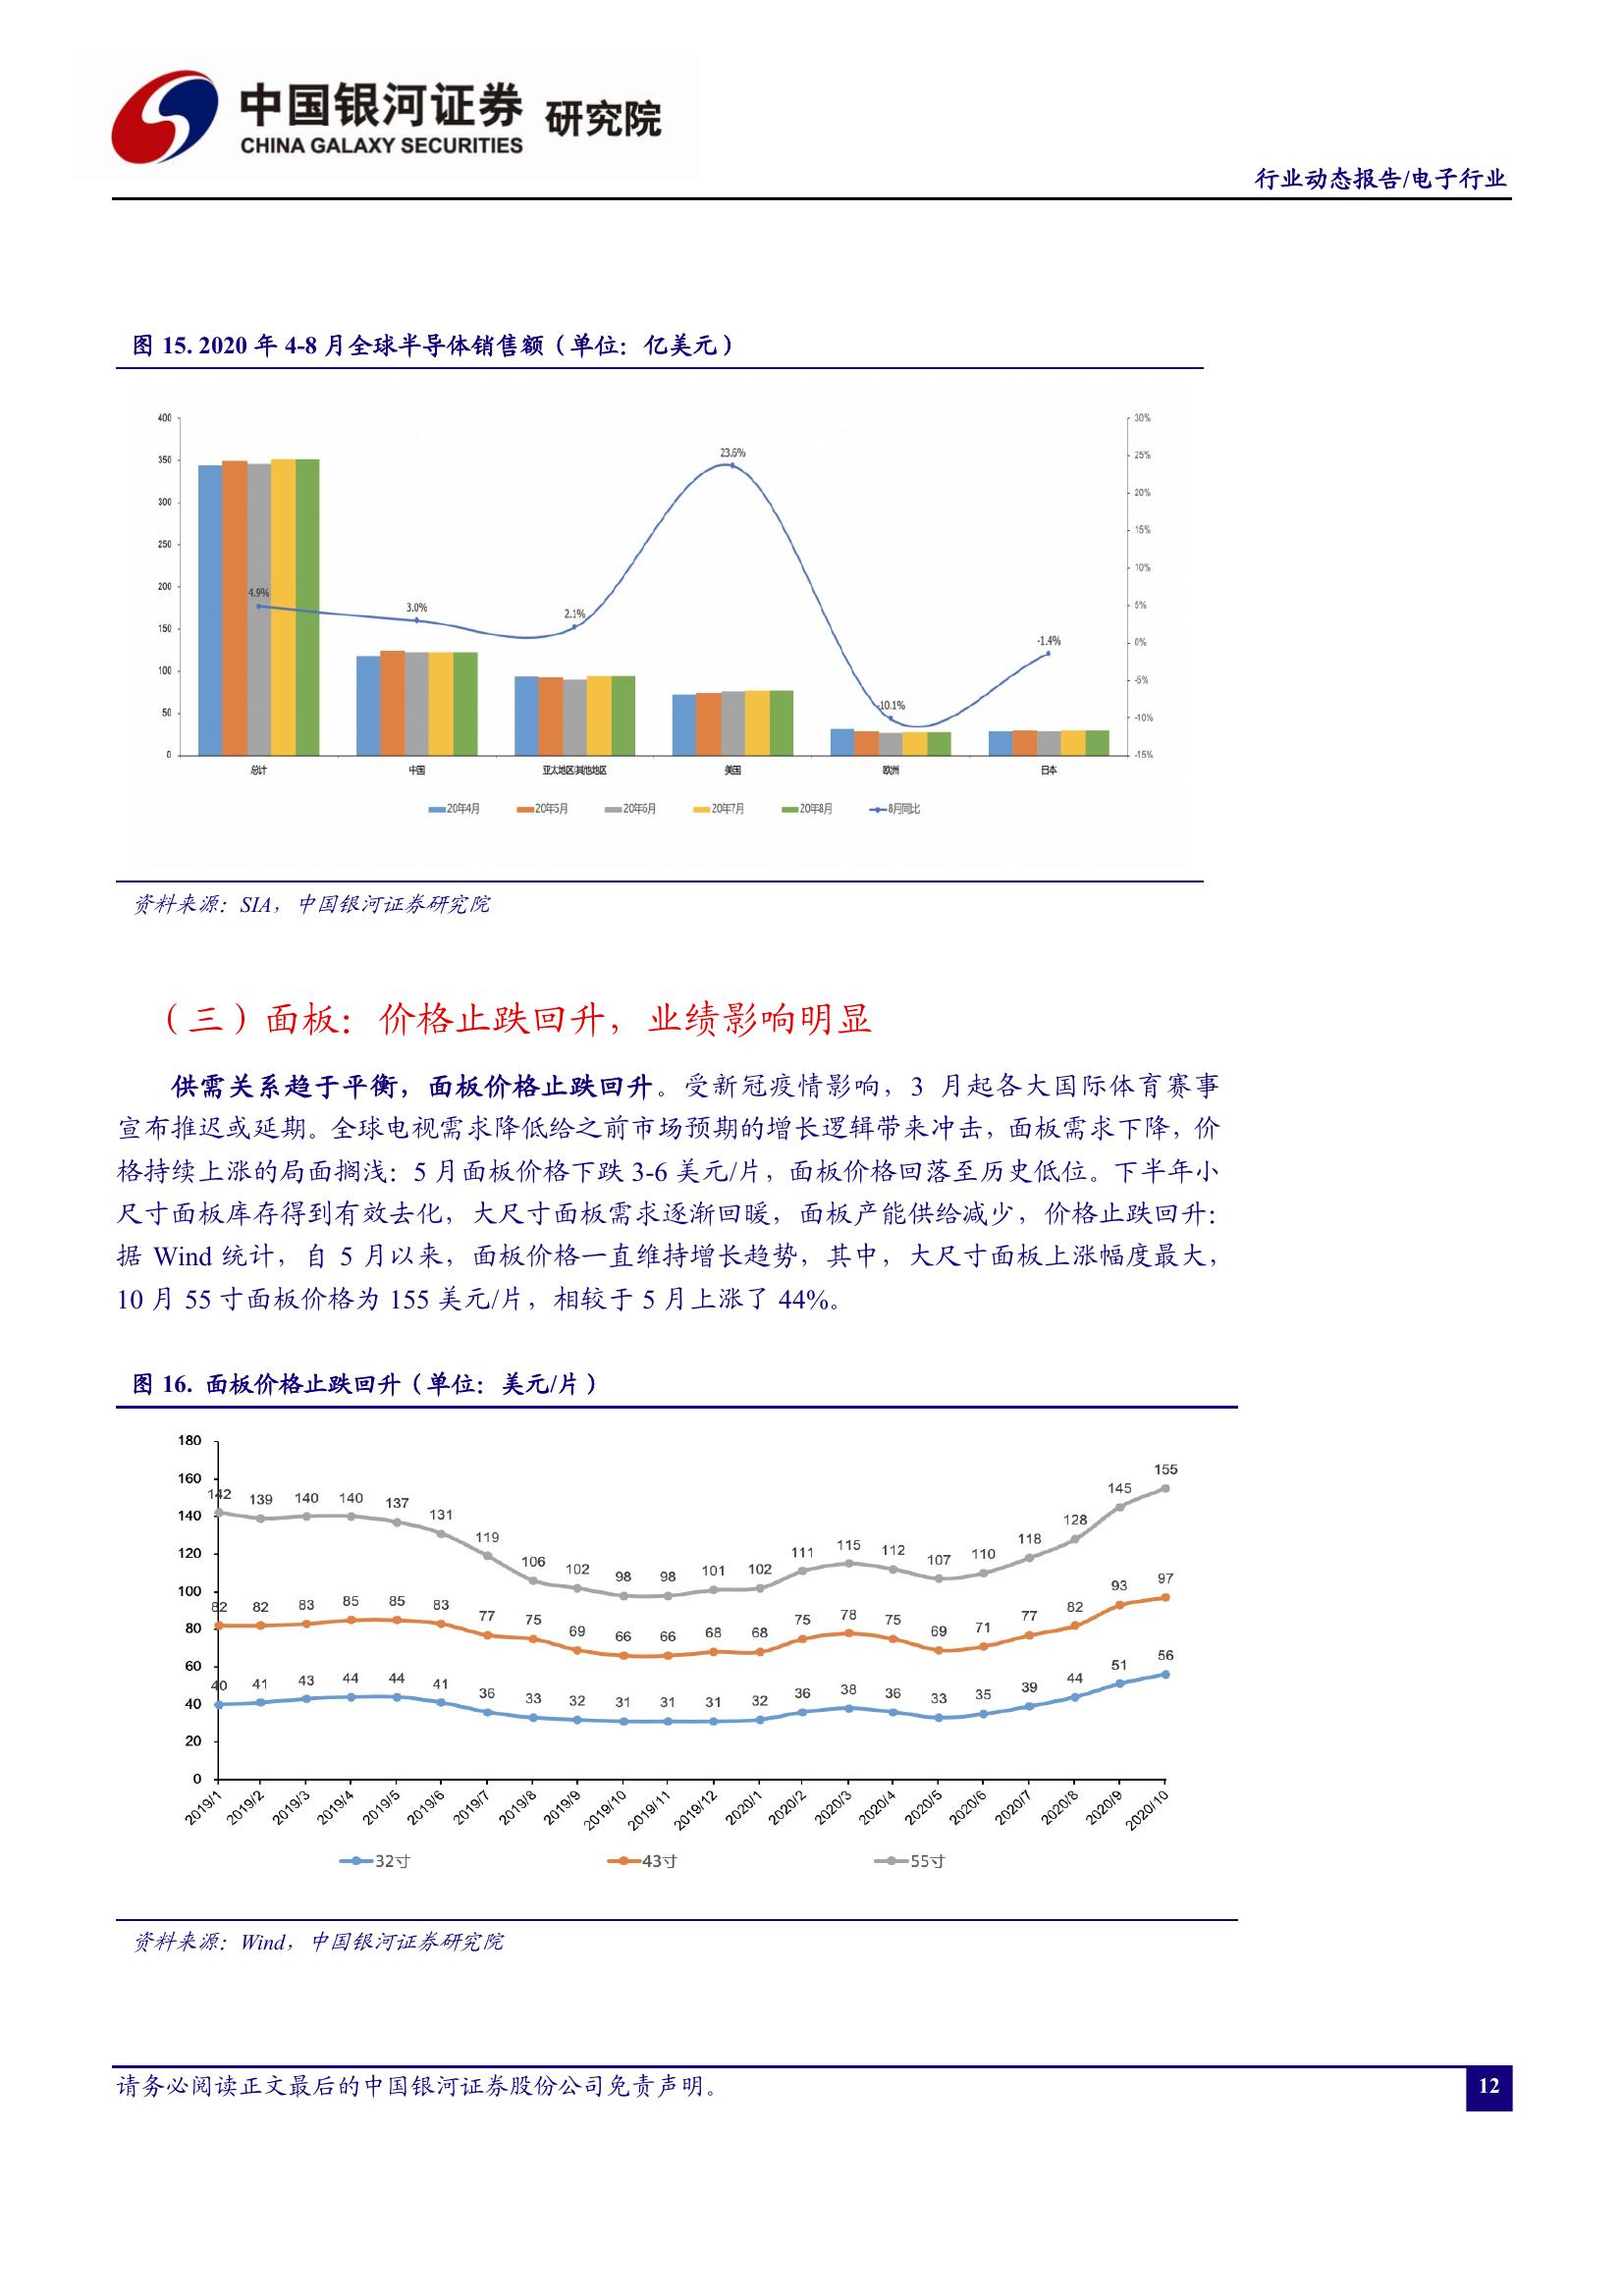 中国银河证券 研究院
CHINA GALAXY SECURITIES
行业动态报告/电子行业
图 15. 2020 年 4-8 月全球半导体销售额（单位：亿美元）
400
350
300
250
200
150
100
50
0
30%
25%
20%
15%
10%
5%
0%
-5%
-10%
-15%
4.9%
3.0%
2.1%
23.6%
-10.1%
-1.4%
总计 中国 亚太地区/其他地区 美国 欧洲 日本
20年4月 20年5月 20年6月 20年7月 20年8月 8月同比
资料来源：SIA，中国银河证券研究院
（三）面板：价格止跌回升，业绩影响明显
供需关系趋于平衡，面板价格止跌回升。受新冠疫情影响，3 月起各大国际体育赛事
宣布推迟或延期。全球电视需求降低给之前市场预期的增长逻辑带来冲击，面板需求下降，价
格持续上涨的局面搁浅：5 月面板价格下跌 3-6 美元/片，面板价格回落至历史低位。下半年小
尺寸面板库存得到有效去化，大尺寸面板需求逐渐回暖，面板产能供给减少，价格止跌回升：
据 Wind 统计，自 5 月以来，面板价格一直维持增长趋势，其中，大尺寸面板上涨幅度最大，
10 月 55 寸面板价格为 155 美元/片，相较于 5 月上涨了 44%。
图 16. 面板价格止跌回升（单位：美元/片）
180
160
140
120
100
80
60
40
20
0
142 139 140 140 137 131 119 106 102 98 98 101 102 111 115 112 107 110 118 128 145 155
82 82 83 85 85 83 77 75 69 66 66 68 68 75 78 75 69 71 77 82 93 97
40 41 43 44 44 41 36 33 32 31 31 31 32 36 38 36 33 35 39 44 51 56
2019/1 2019/2 2019/3 2019/4 2019/5 2019/6 2019/7 2019/8 2019/9 2019/10 2019/11 2019/12 2020/1 2020/2 2020/3 2020/4 2020/5 2020/6 2020/7 2020/8 2020/9 2020/10
32寸 43寸 55寸
资料来源：Wind，中国银河证券研究院
请务必阅读正文最后的中国银河证券股份公司免责声明。
12